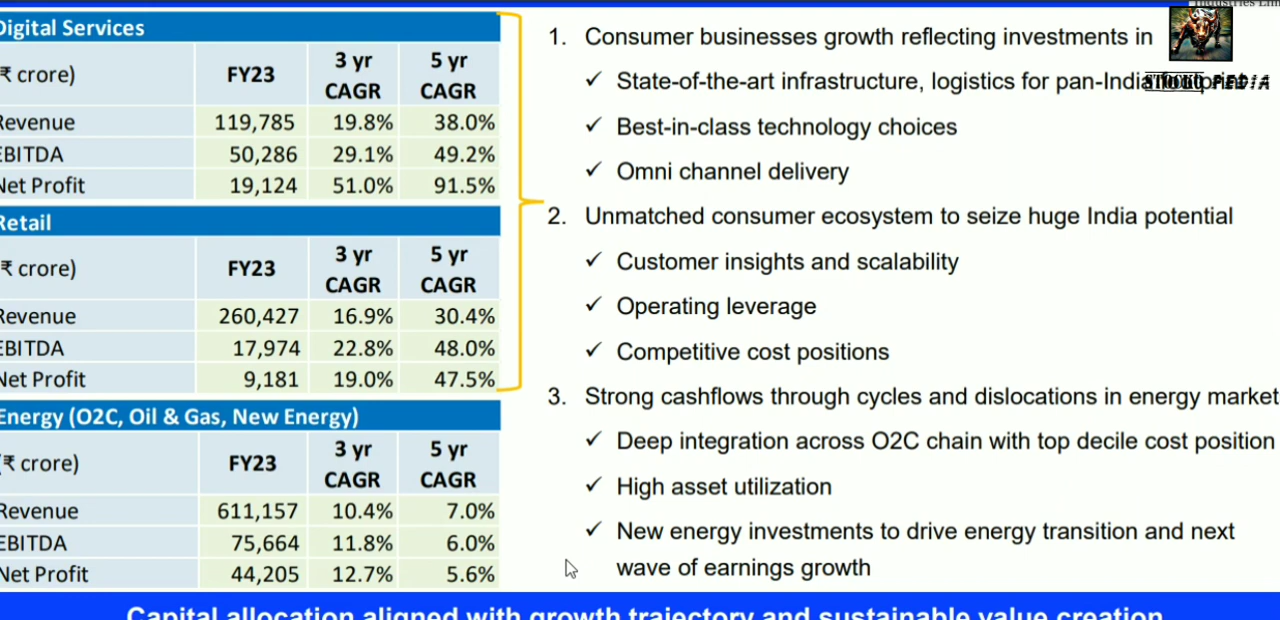 Digital Services
(₹ crore) FY23 3 yr CAGR 5 yr CAGR
Revenue 119,785 19.8% 38.0%
EBITDA 50,286 29.1% 49.2%
Net Profit 19,124 51.0% 91.5%
Retail
(₹ crore) FY23 3 yr CAGR 5 yr CAGR
Revenue 260,427 16.9% 30.4%
EBITDA 17,974 22.8% 48.0%
Net Profit 9,181 19.0% 47.5%
Energy (O2C, Oil & Gas, New Energy)
(₹ crore) FY23 3 yr CAGR 5 yr CAGR
Revenue 611,157 10.4% 7.0%
EBITDA 75,664 11.8% 6.0%
Net Profit 44,205 12.7% 5.6%
1. Consumer businesses growth reflecting investments in
✓ State-of-the-art infrastructure, logistics for pan-India
✓ Best-in-class technology choices
✓ Omni channel delivery
2. Unmatched consumer ecosystem to seize huge India potential
✓ Customer insights and scalability
✓ Operating leverage
✓ Competitive cost positions
3. Strong cashflows through cycles and dislocations in energy market
✓ Deep integration across O2C chain with top decile cost position
✓ High asset utilization
✓ New energy investments to drive energy transition and next
wave of earnings growth
Capital allocation aligned with growth trajectory and sustainable value creation